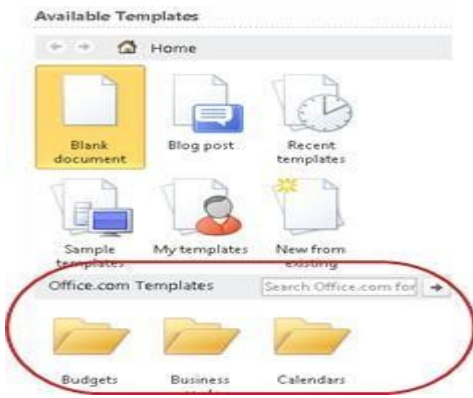 Available Templates
Home
Blank document
Blog post
Recent templates
Sample templates
My templates
New from existing
Office.com Templates
Search Office.com for
Budgets
Business
Calendars